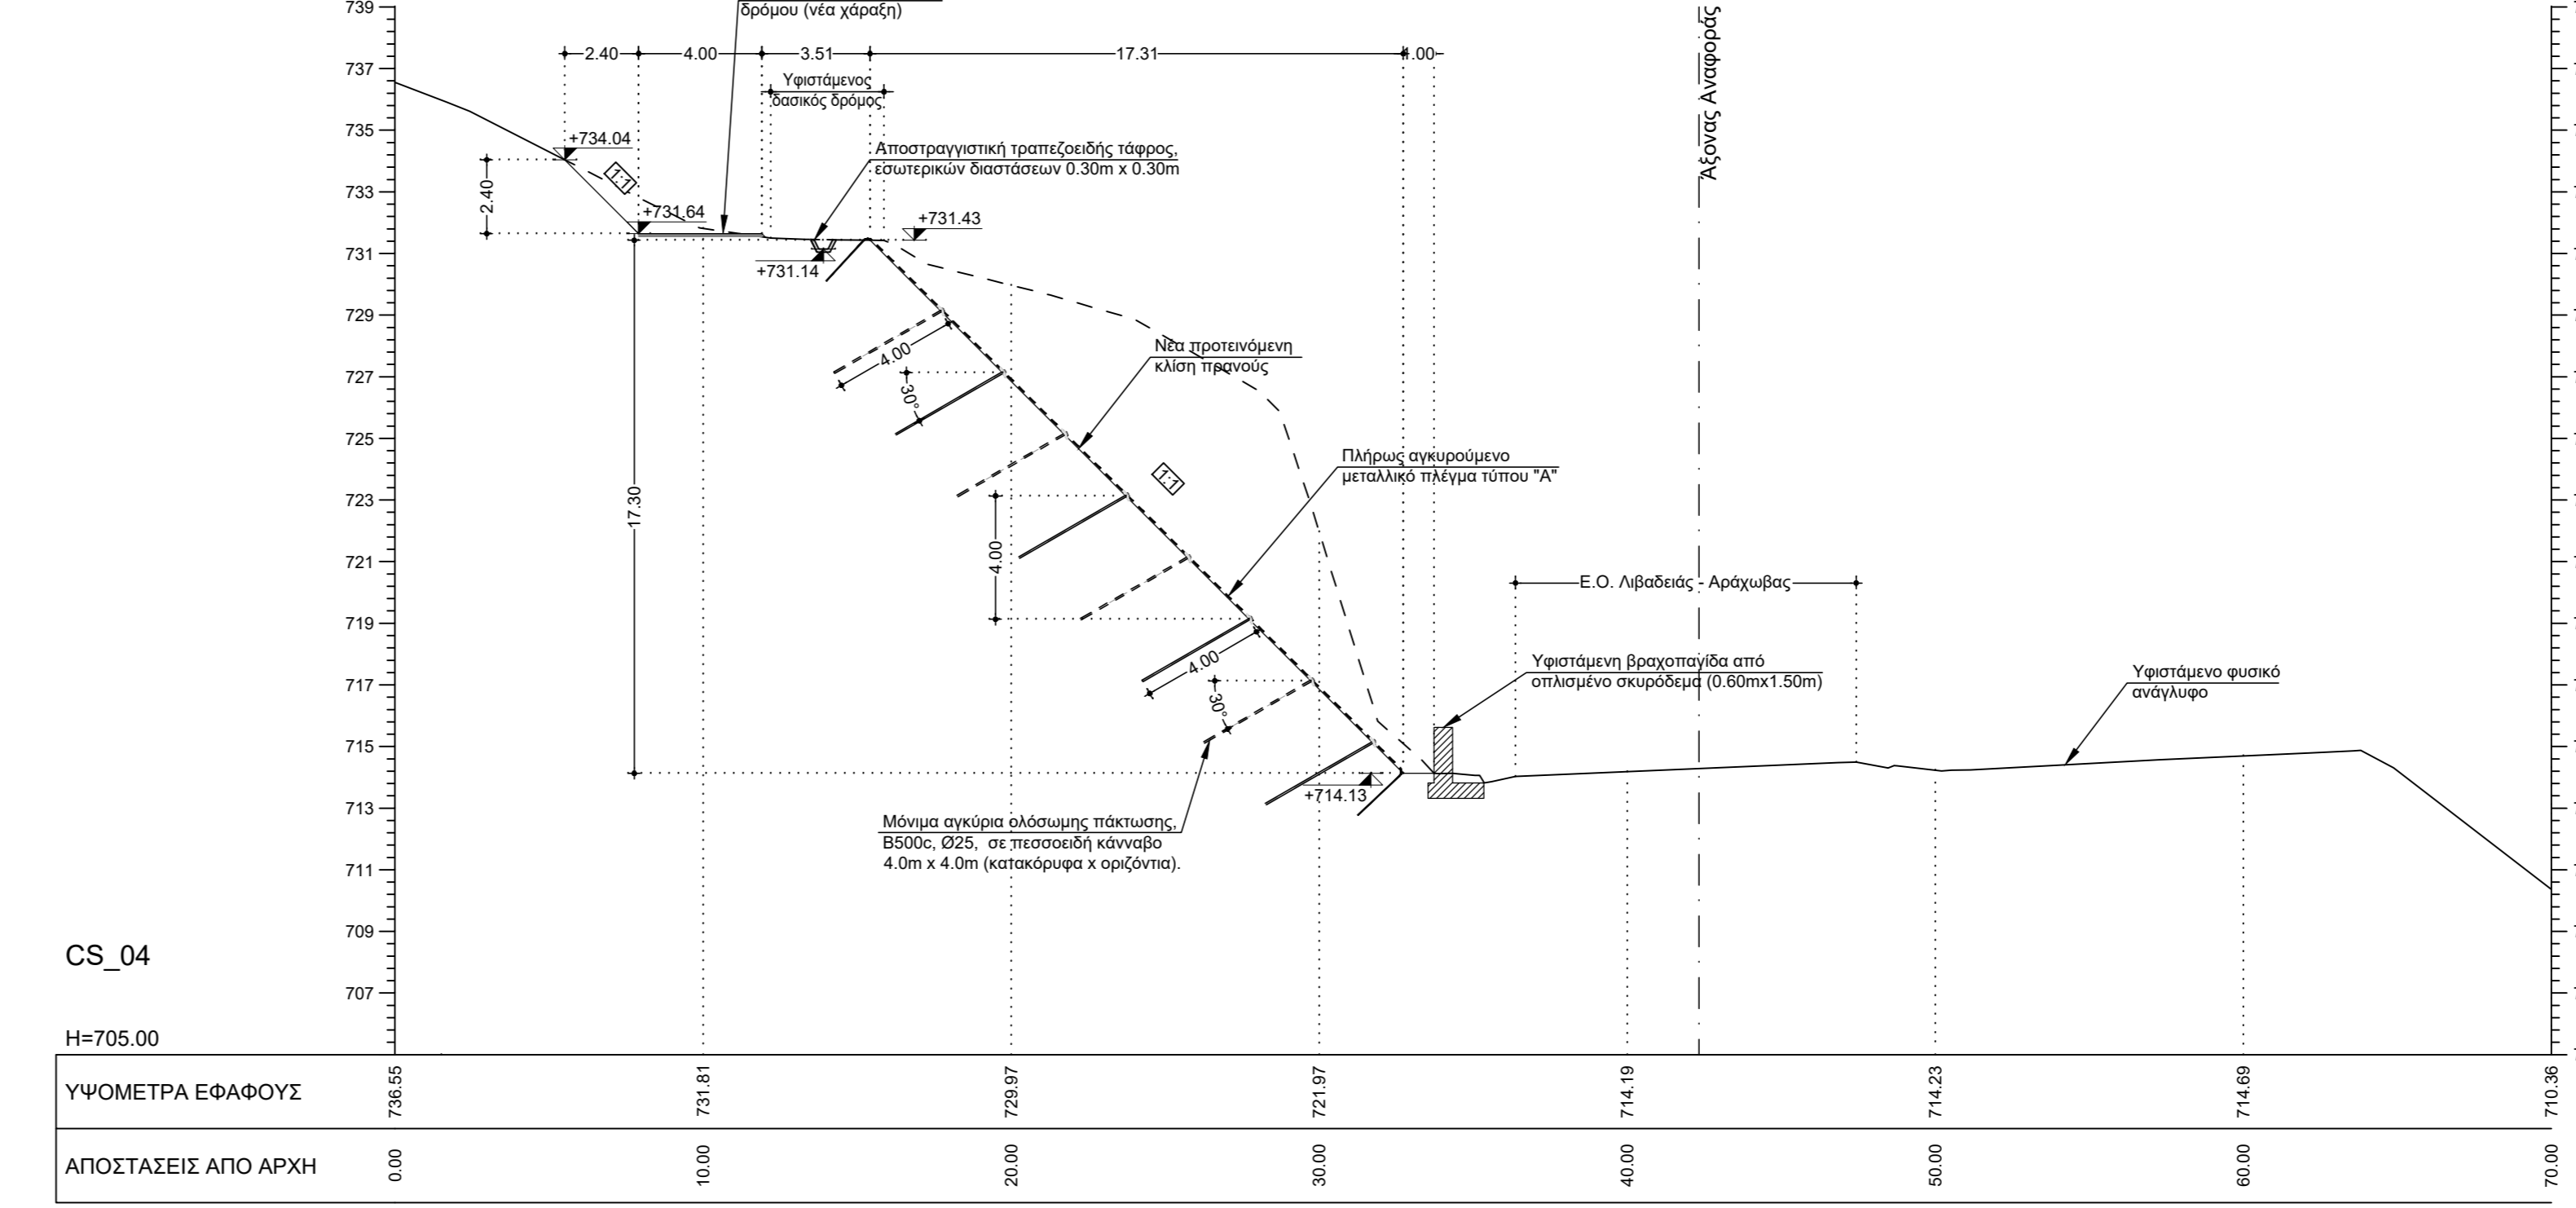 δρόμου (νέα χάραξη)
Άξονας Αναφοράς
2.40
4.00
3.51
17.31
1.00
Υφιστάμενος
δασικός δρόμος
+734.04
1:1
2.40
+731.64
Αποστραγγιστική τραπεζοειδής τάφρος,
εσωτερικών διαστάσεων 0.30m x 0.30m
+731.43
+731.14
739
737
735
733
731
729
727
725
723
721
719
717
715
713
711
709
707
4.00
30°
Νέα προτεινόμενη
κλίση πρανούς
1:1
Πλήρως αγκυρούμενο
μεταλλικό πλέγμα τύπου "Α"
17.30
4.00
Ε.Ο. Λιβαδειάς - Αράχωβας
4.00
30°
Υφιστάμενη βραχοπαγίδα από
οπλισμένο σκυρόδεμα (0.60mx1.50m)
Υφιστάμενο φυσικό
ανάγλυφο
+714.13
Μόνιμα αγκύρια ολόσωμης πάκτωσης,
B500c, Ø25, σε πεσσοειδή κάνναβο
4.0m x 4.0m (κατακόρυφα x οριζόντια).
CS_04
H=705.00
ΥΨΟΜΕΤΡΑ ΕΦΑΦΟΥΣ
736.55
731.81
729.97
721.97
714.19
714.23
714.69
710.36
ΑΠΟΣΤΑΣΕΙΣ ΑΠΟ ΑΡΧΗ
0.00
10.00
20.00
30.00
40.00
50.00
60.00
70.00